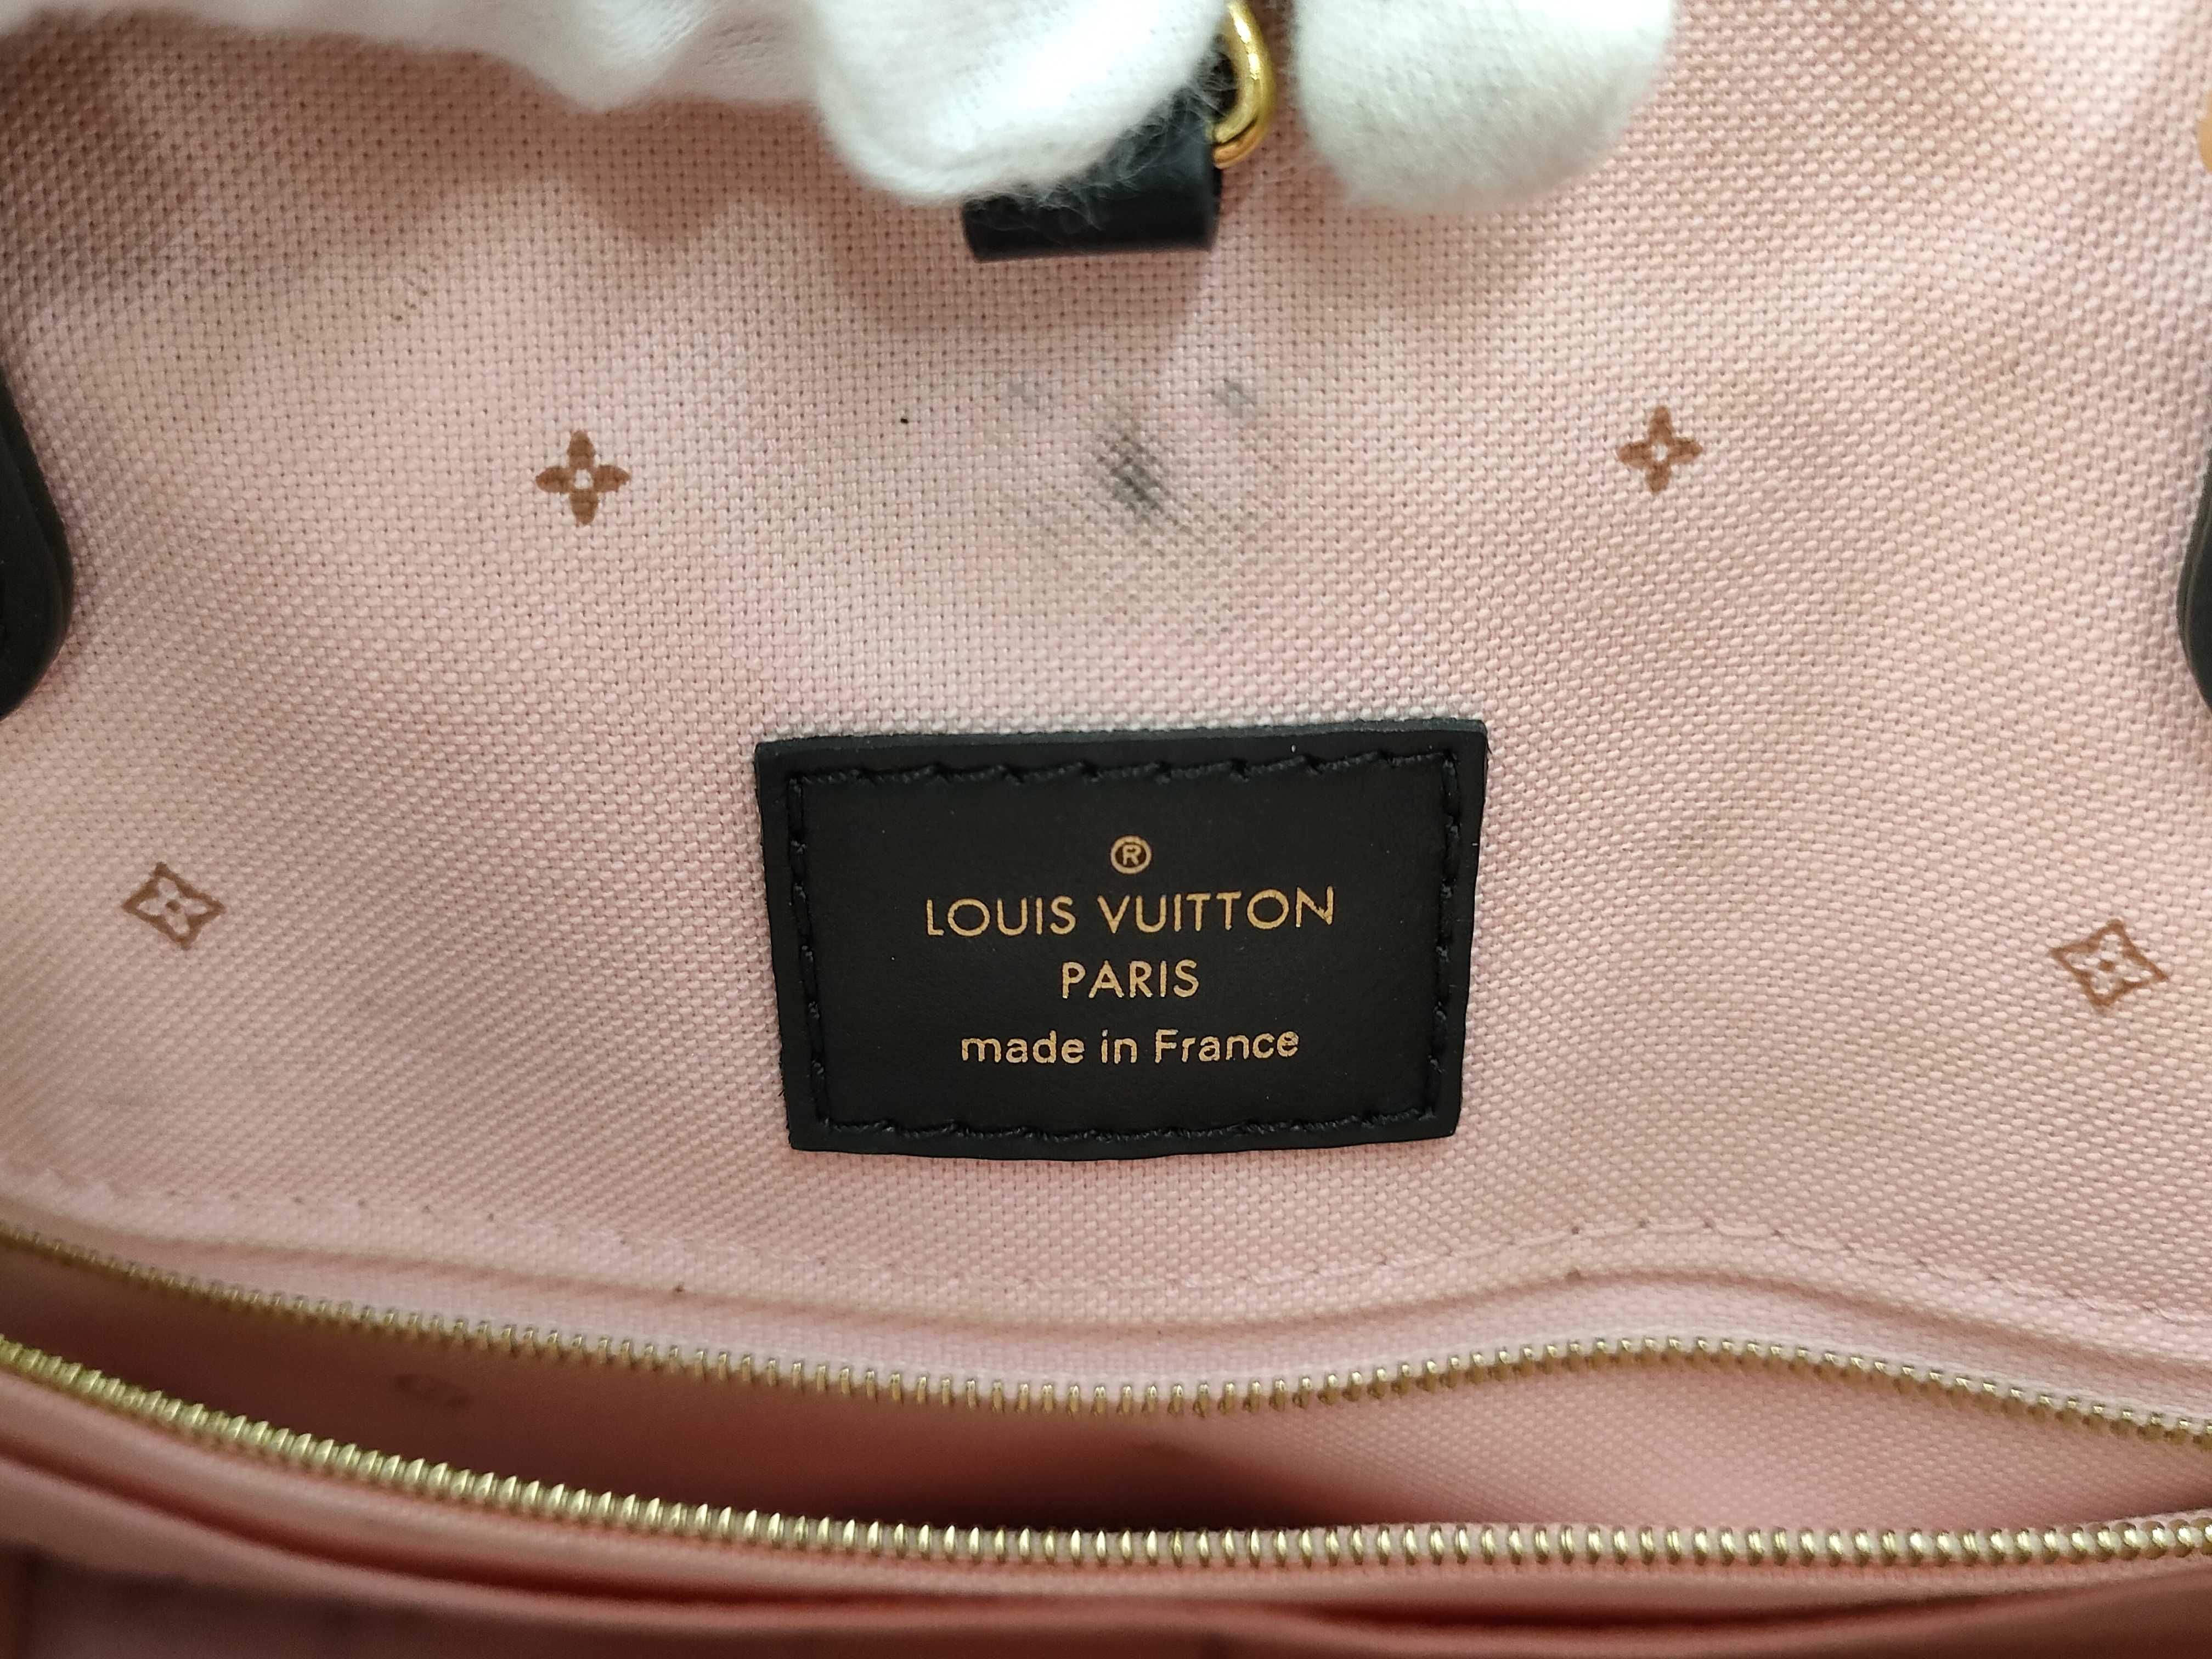 ®
LOUIS VUITTON
PARIS
made in France